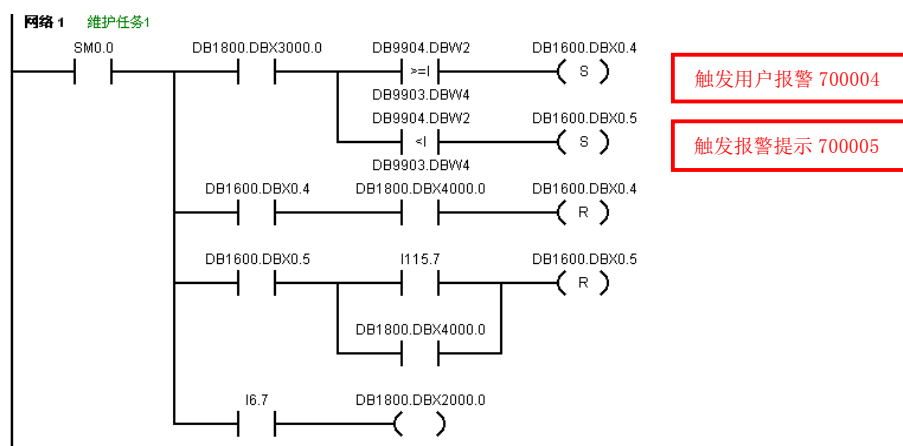 网络 1 维护任务1
SM0.0 DB1800.DBX3000.0 DB9904.DBW2 DB1600.DBX0.4
>=I S
DB9903.DBW4
触发用户报警 700004
DB9904.DBW2 DB1600.DBX0.5
<I S
DB9903.DBW4
触发报警提示 700005
DB1600.DBX0.4 DB1800.DBX4000.0 DB1600.DBX0.4
R
DB1600.DBX0.5 I115.7 DB1600.DBX0.5
R
DB1800.DBX4000.0
I6.7 DB1800.DBX2000.0